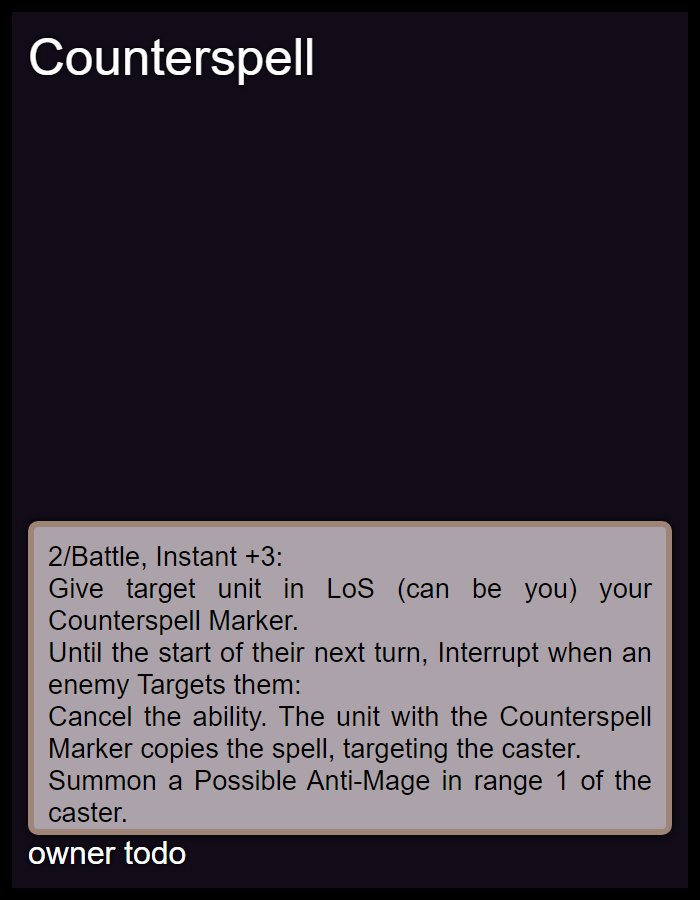 Counterspell
2/Battle, Instant +3:
Give target unit in LoS (can be you) your
Counterspell Marker.
Until the start of their next turn, Interrupt when an
enemy Targets them:
Cancel the ability. The unit with the Counterspell
Marker copies the spell, targeting the caster.
Summon a Possible Anti-Mage in range 1 of the
caster.
owner todo